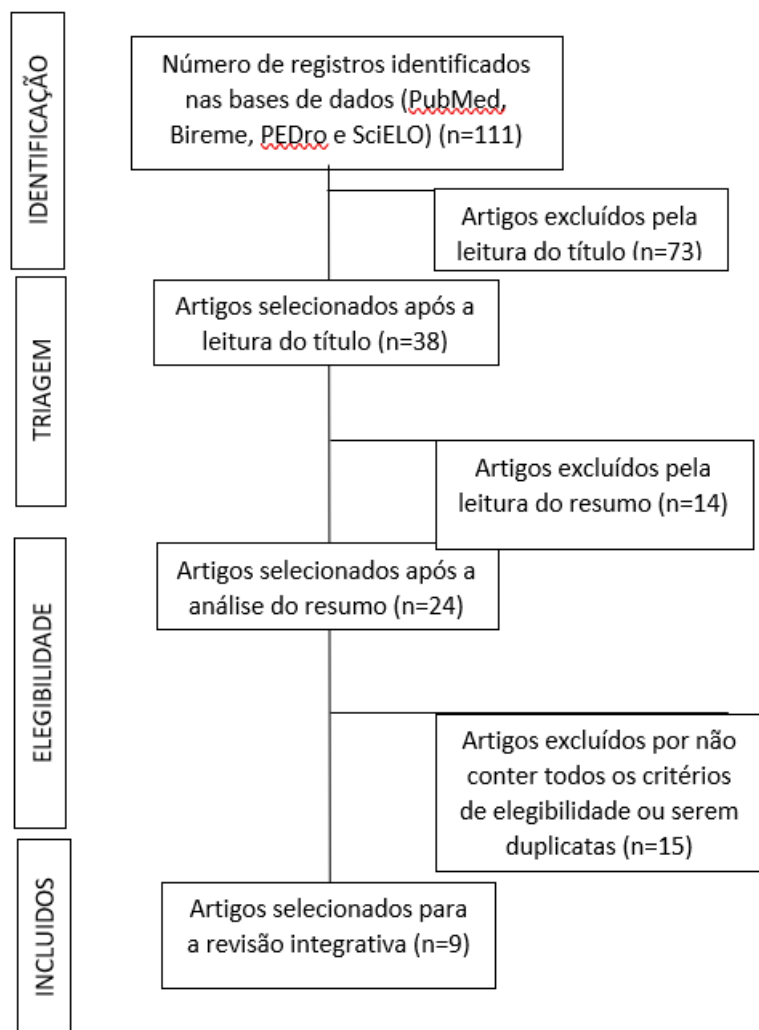 IDENTIFICAÇÃO
Número de registros identificados
nas bases de dados (PubMed,
Bireme, PEDro e SciELO) (n=111)
Artigos excluídos pela
leitura do título (n=73)
TRIAGEM
Artigos selecionados após a
leitura do título (n=38)
Artigos excluídos pela
leitura do resumo (n=14)
ELEGIBILIDADE
Artigos selecionados após a
análise do resumo (n=24)
Artigos excluídos por não
conter todos os critérios
de elegibilidade ou serem
duplicatas (n=15)
INCLUIDOS
Artigos selecionados para
a revisão integrativa (n=9)